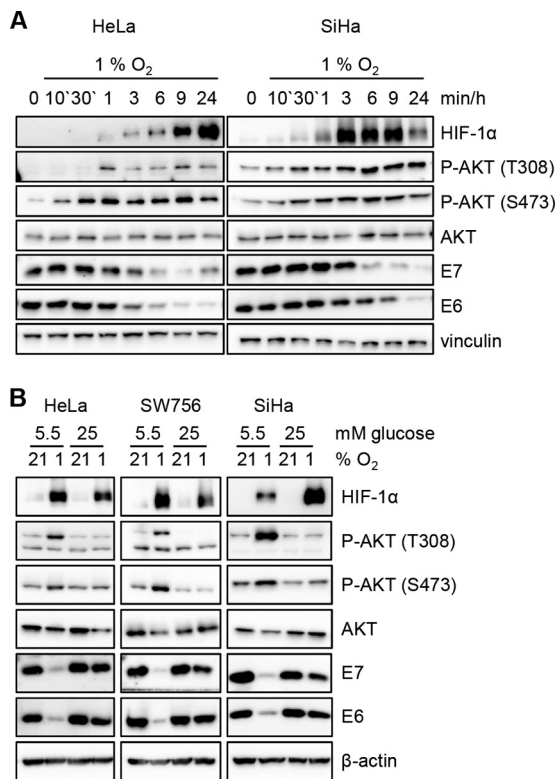 A
HeLa SiHa
1 % O₂ 1 % O₂
0 10`30` 1 3 6 9 24 0 10`30` 1 3 6 9 24 min/h
HIF-1α
P-AKT (T308)
P-AKT (S473)
AKT
E7
E6
vinculin
B
HeLa SW756 SiHa
5.5 25 5.5 25 5.5 25 mM glucose
21 1 21 1 21 1 21 1 21 1 21 1 % O₂
HIF-1α
P-AKT (T308)
P-AKT (S473)
AKT
E7
E6
β-actin